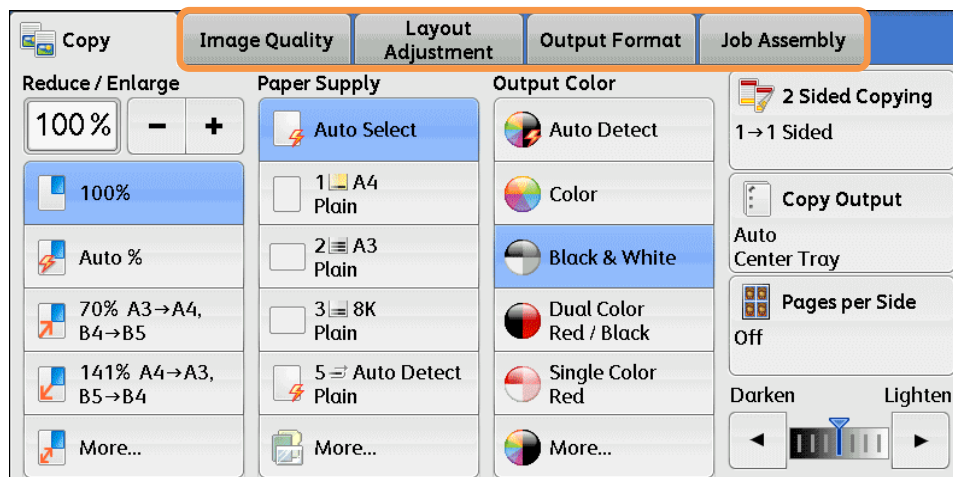 Copy
Image Quality
Layout
Adjustment
Output Format
Job Assembly
Reduce / Enlarge
100%
− +
100%
Auto %
70% A3→A4,
B4→B5
141% A4→A3,
B5→B4
More...
Paper Supply
Auto Select
1 A4
Plain
2 A3
Plain
3 8K
Plain
5 Auto Detect
Plain
More...
Output Color
Auto Detect
Color
Black & White
Dual Color
Red / Black
Single Color
Red
More...
2 Sided Copying
1→1 Sided
Copy Output
Auto
Center Tray
Pages per Side
Off
Darken Lighten